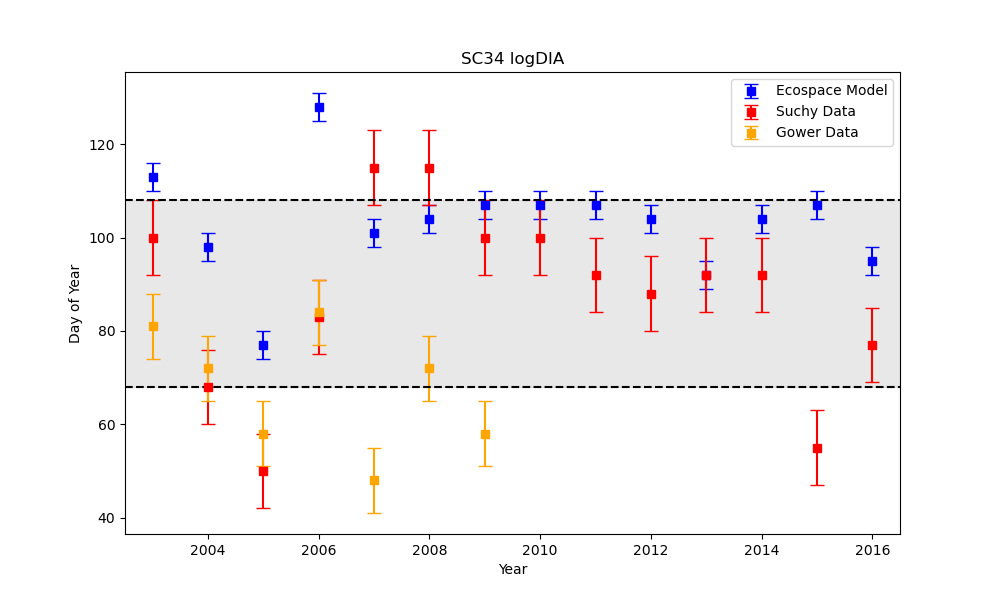 SC34 logDIA
Ecospace Model
Suchy Data
Gower Data
Day of Year
120
100
80
60
40
2004 2006 2008 2010 2012 2014 2016
Year